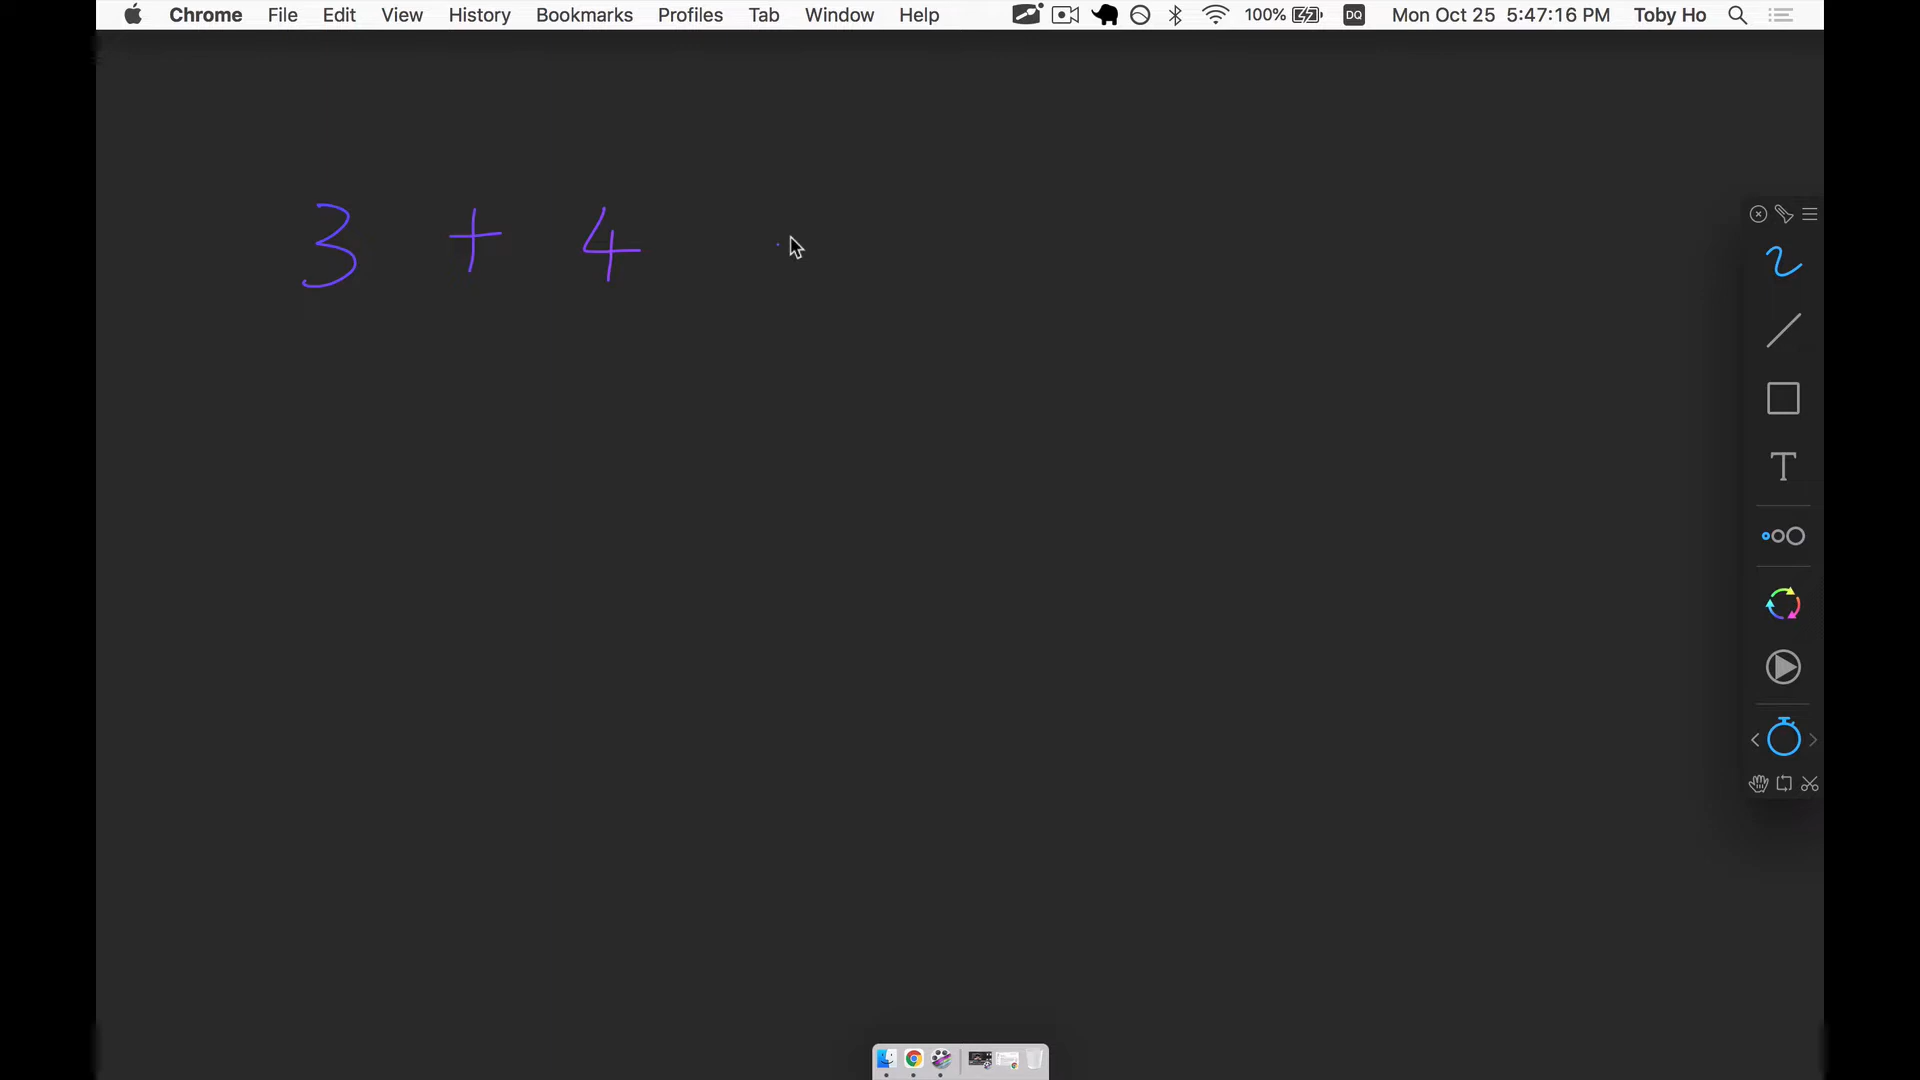 Chrome File Edit View History Bookmarks Profiles Tab Window Help 100% DQ Mon Oct 25 5:47:16 PM Toby Ho
3 + 4
T